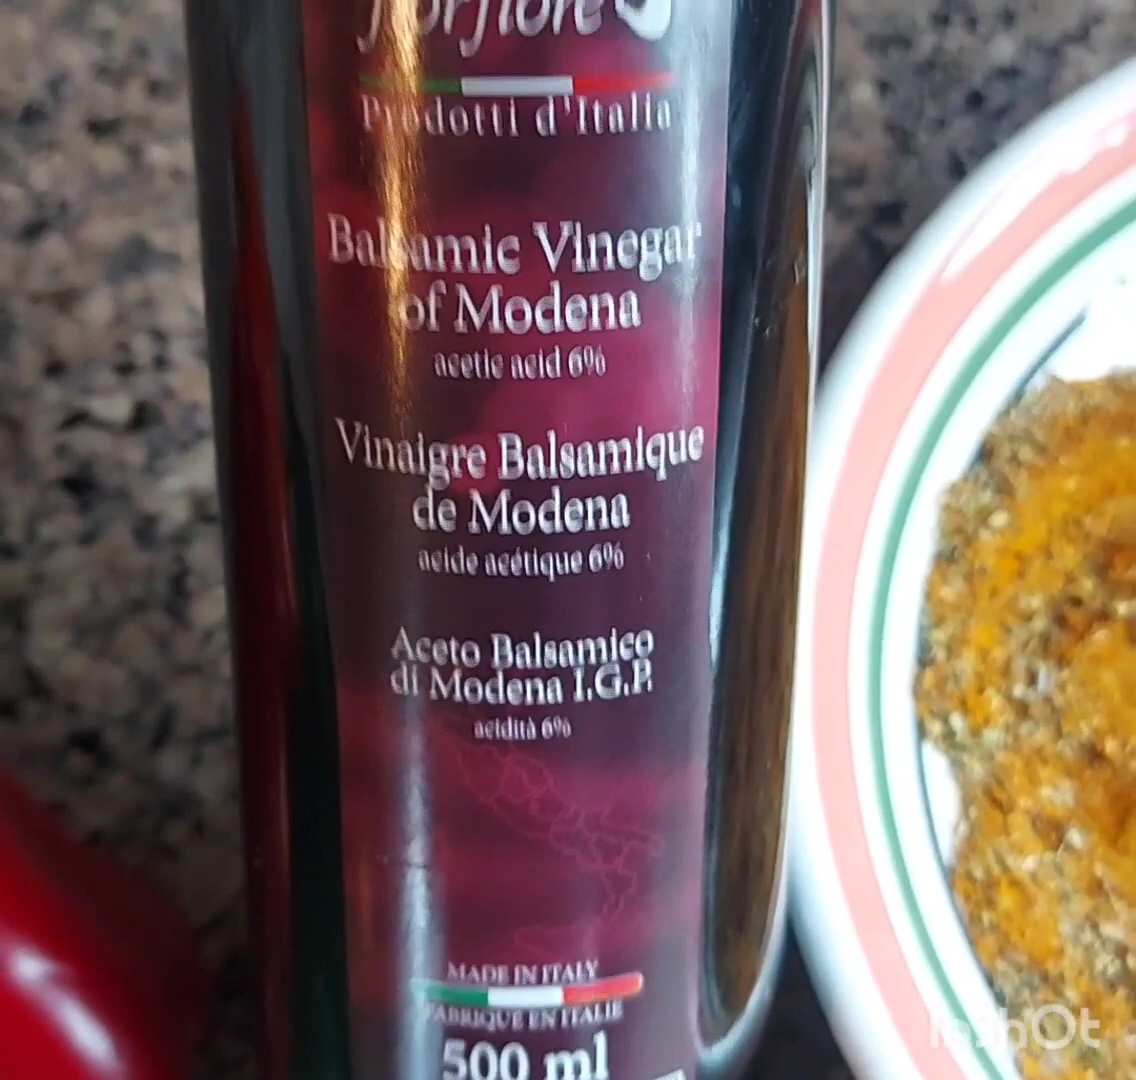 Prodotti d'Italia
Balsamic Vinegar
of Modena
acetic acid 6%
Vinaigre Balsamique
de Modena
acide acétique 6%
Aceto Balsamico
di Modena I.G.P.
acidità 6%
MADE IN ITALY
FABRIQUE EN ITALIE
500 ml
InshOt